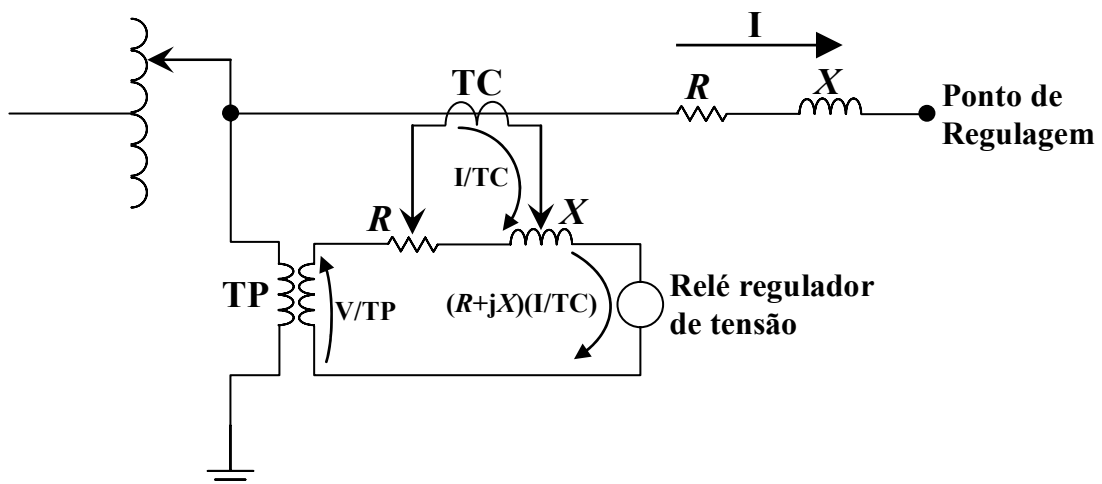 I
TC
R
X
Ponto de
Regulagem
I/TC
R
X
TP
V/TP
(R+jX)(I/TC)
Relé regulador
de tensão